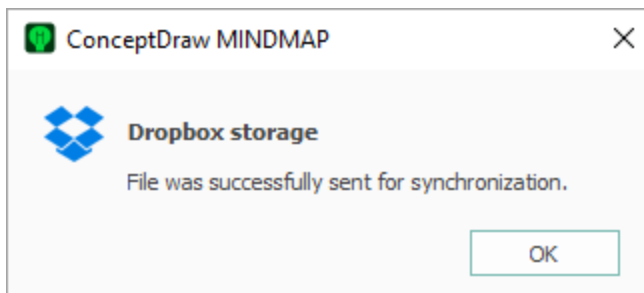 ConceptDraw MINDMAP
Dropbox storage
File was successfully sent for synchronization.
OK